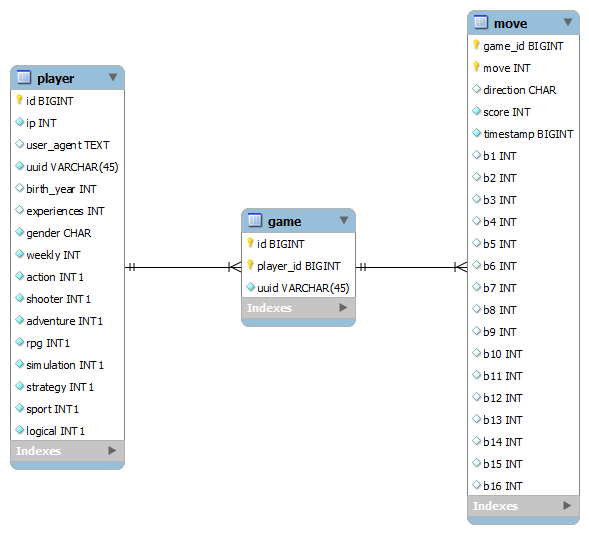 player
id BIGINT
ip INT
user_agent TEXT
uuid VARCHAR(45)
birth_year INT
experiences INT
gender CHAR
weekly INT
action INT1
shooter INT1
adventure INT1
rpg INT1
simulation INT1
strategy INT1
sport INT1
logical INT1
Indexes
game
id BIGINT
player_id BIGINT
uuid VARCHAR(45)
Indexes
move
game_id BIGINT
move INT
direction CHAR
score INT
timestamp BIGINT
b1 INT
b2 INT
b3 INT
b4 INT
b5 INT
b6 INT
b7 INT
b8 INT
b9 INT
b10 INT
b11 INT
b12 INT
b13 INT
b14 INT
b15 INT
b16 INT
Indexes